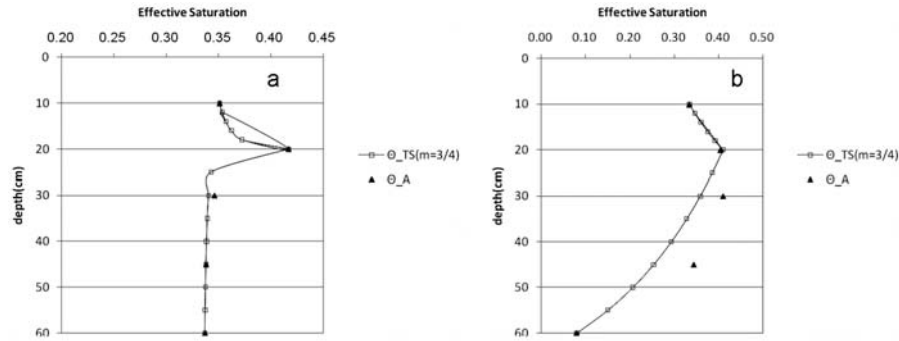 Effective Saturation
0.20 0.25 0.30 0.35 0.40 0.45
0
10
20
30
40
50
60
depth(cm)
a
Θ_TS(m=3/4)
Θ_A
Effective Saturation
0.00 0.10 0.20 0.30 0.40 0.50
0
10
20
30
40
50
60
depth(cm)
b
Θ_TS(m=3/4)
Θ_A